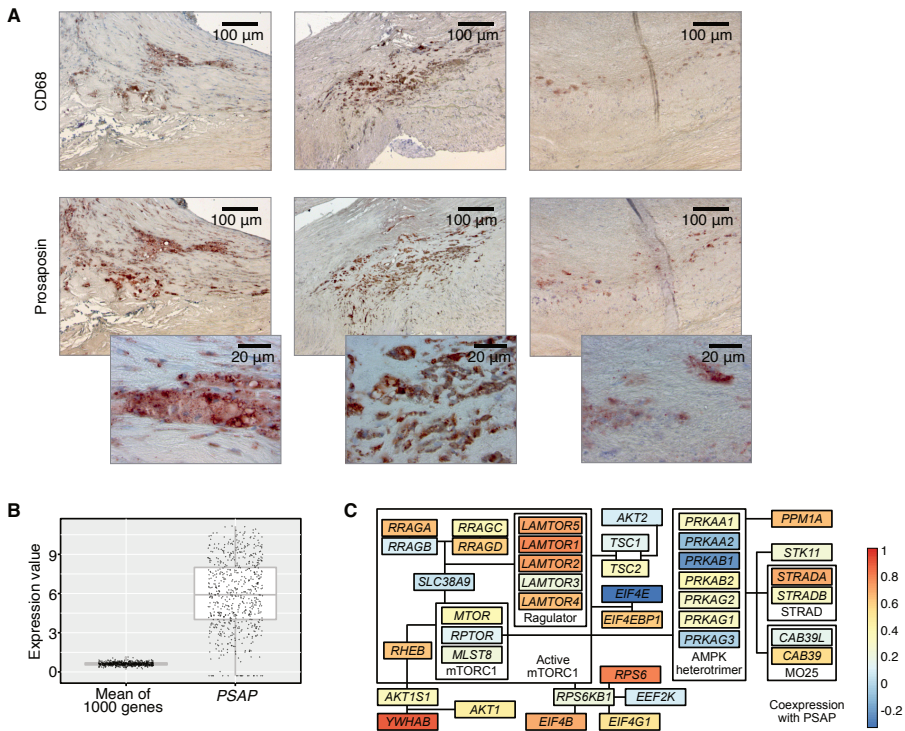 A
CD68
100 μm
100 μm
100 μm
Prosaposin
100 μm
100 μm
100 μm
20 μm
20 μm
20 μm
B
Expression value
9
6
3
0
Mean of
1000 genes
PSAP
C
RRAGA
RRAGC
RRAGB
RRAGD
SLC38A9
LAMTOR5
LAMTOR1
LAMTOR2
LAMTOR3
LAMTOR4
Ragulator
AKT2
TSC1
TSC2
EIF4E
EIF4EBP1
MTOR
RPTOR
MLST8
mTORC1
RHEB
Active
mTORC1
AKT1S1
YWHAB
AKT1
RPS6
RPS6KB1
EEF2K
EIF4B
EIF4G1
PRKAA1
PRKAA2
PRKAB1
PRKAB2
PRKAG2
PRKAG1
PRKAG3
AMPK
heterotrimer
PPM1A
STK11
STRADA
STRADB
STRAD
CAB39L
CAB39
MO25
Coexpression
with PSAP
1
0.8
0.6
0.4
0.2
0
-0.2